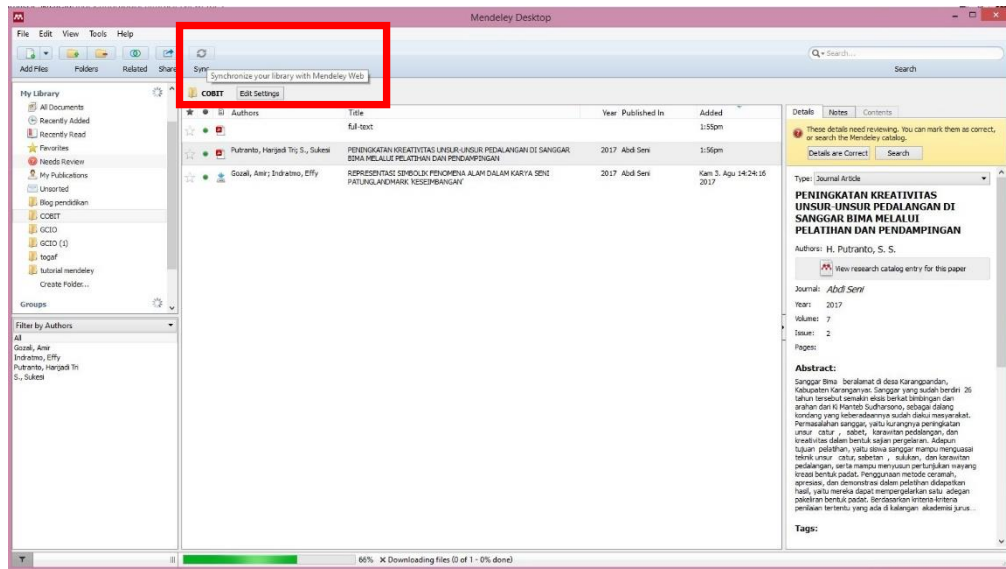 Mendeley Desktop
File Edit View Tools Help
Add Files Folders Related Share Sync
Search...
Search
Synchronize your library with Mendeley Web
My Library
All Documents
Recently Added
Recently Read
Favorites
Needs Review
My Publications
Unsorted
Blog pendidikan
COBIT
GCIO
GCIO (1)
togaf
tutorial mendeley
Create Folder...
Groups
Filter by Authors
All
Gozali, Amir
Indratmo, Effy
Putranto, Harjadi Tri
S., Sukesi
COBIT Edit Settings
Authors Title Year Published In Added
full-text 1:55pm
Putranto, Harijadi Tri; S., Sukesi PENINGKATAN KREATIVITAS UNSUR-UNSUR PEDALANGAN DI SANGGAR 2017 Abdi Seni 1:56pm
BIMA MELALUI PELATIHAN DAN PENDAMPINGAN
Gozali, Amir; Indratmo, Effy REPRESENTASI SIMBOLIK FENOMENA ALAM DALAM KARYA SENI 2017 Abdi Seni Kam 3. Agu 14:24:16
PATUNGLANDMARK 'KESEIMBANGAN' 2017
Details Notes Contents
These details need reviewing. You can mark them as correct,
or search the Mendeley catalog.
Details are Correct Search
Type: Journal Article
PENINGKATAN KREATIVITAS
UNSUR-UNSUR PEDALANGAN DI
SANGGAR BIMA MELALUI
PELATIHAN DAN PENDAMPINGAN
Authors: H. Putranto, S. S.
View research catalog entry for this paper
Journal: Abdi Seni
Year: 2017
Volume: 7
Issue: 2
Pages:
Abstract:
Sanggar Bima beralamat di desa Karangpandan,
Kabupaten Karanganyar. Sanggar yang sudah berdiri 26
tahun tersebut semakin eksis berkat bimbingan dan
arahan dari Ki Manteb Sudharsono, sebagai dalang
kondang yang keberadaannya sudah diakui masyarakat.
Permasalahan sanggar, yaitu kurangnya peningkatan
unsur catur , sabet, karawitan pedalangan, dan
kreativitas dalam bentuk sajian pergelaran. Adapun
tujuan pelatihan, yaitu siswa sanggar mampu menguasai
teknik unsur catur, sabetan , sulukan, dan karawitan
pedalangan, serta mampu menyusun pertunjukan wayang
kreasi bentuk padat. Penggunaan metode ceramah,
apresiasi, dan demonstrasi dalam pelatihan didapatkan
hasil, yaitu mereka dapat mempergelarkan satu adegan
pakeliran bentuk padat. Berdasarkan kriteria-kriteria
penilaian tertentu yang ada di kalangan akademisi jurus...
Tags:
66% Downloading files (0 of 1 - 0% done)